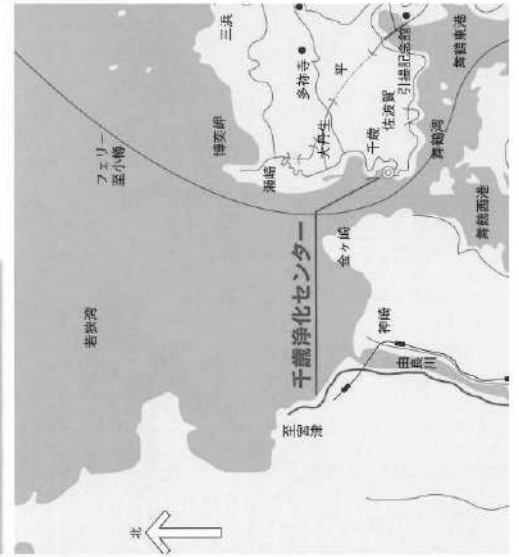 北
若狭湾
フェリー
至小樽
三浜
博奕岬
多祢寺
瀬崎
大丹生
平
千歳
佐波賀
引揚記念館
千歳浄化センター
金ヶ崎
舞鶴湾
舞鶴東港
舞鶴西港
神崎
由良川
至宮津